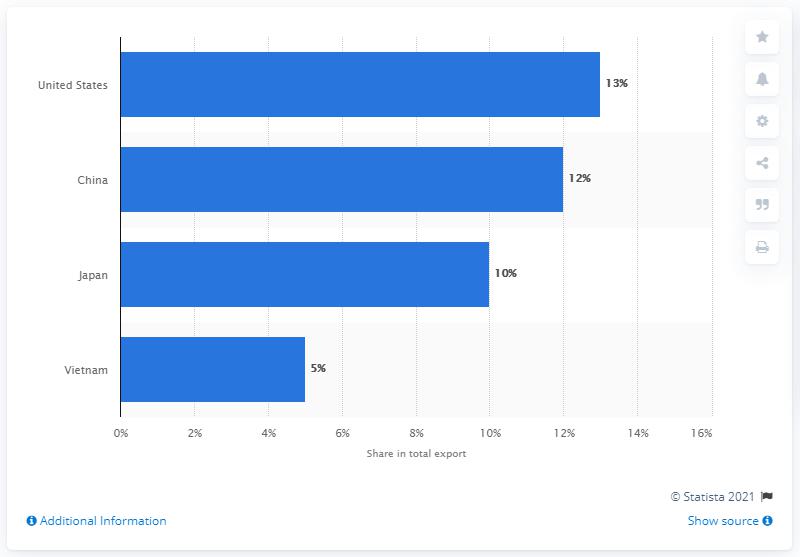 United States
13%
China
12%
Japan
10%
Vietnam
5%
0% 2% 4% 6% 8% 10% 12% 14% 16%
Share in total export
© Statista 2021
Additional Information
Show source